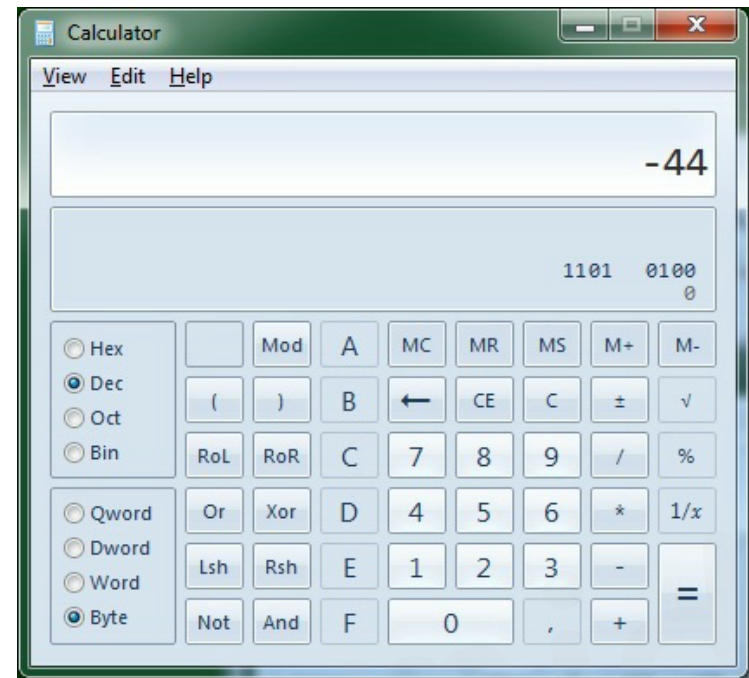 Calculator
View Edit Help
-44
1101 0100
0
Hex
Dec
Oct
Bin
Qword
Dword
Word
Byte
Mod A MC MR MS M+ M-
( ) B ← CE C ± √
RoL RoR C 7 8 9 / %
Or Xor D 4 5 6 * 1/x
Lsh Rsh E 1 2 3 - =
Not And F 0 , +